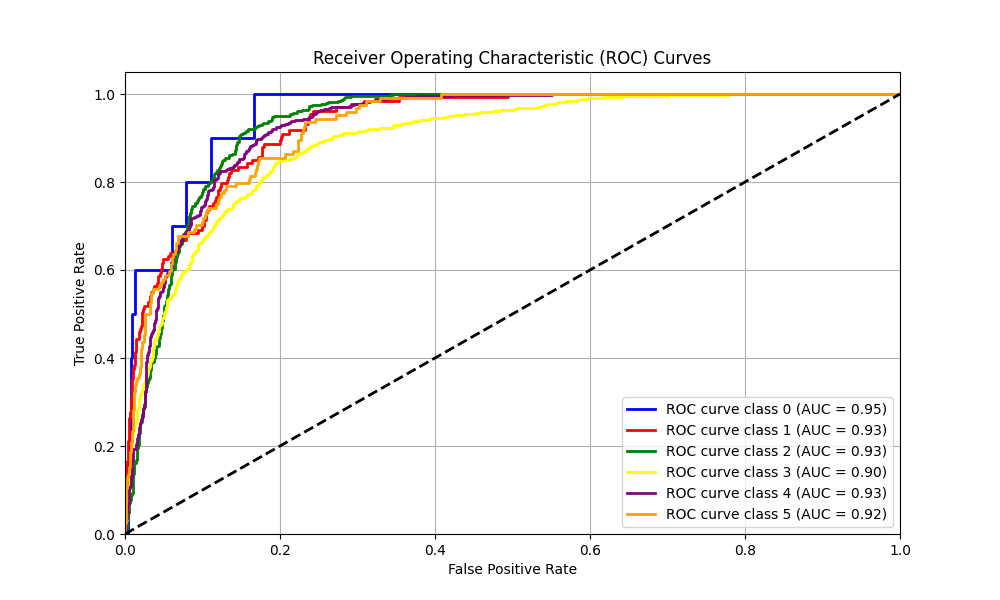 Receiver Operating Characteristic (ROC) Curves
True Positive Rate
1.0
0.8
0.6
0.4
0.2
0.0
ROC curve class 0 (AUC = 0.95)
ROC curve class 1 (AUC = 0.93)
ROC curve class 2 (AUC = 0.93)
ROC curve class 3 (AUC = 0.90)
ROC curve class 4 (AUC = 0.93)
ROC curve class 5 (AUC = 0.92)
0.0 0.2 0.4 0.6 0.8 1.0
False Positive Rate